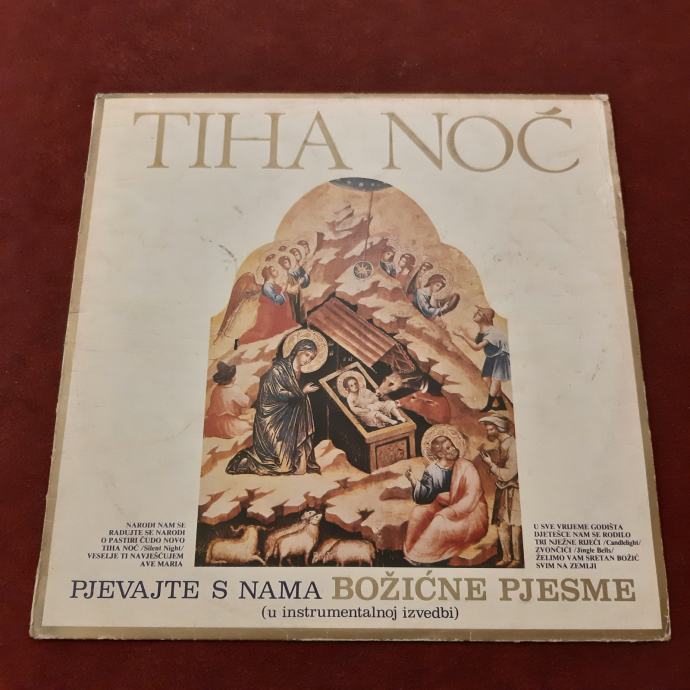 TIHA NOĆ
NARODI NAM SE
RADUJTE SE NARODI
O PASTIRI ČUDO NOVO
TIHA NOĆ /Silent Night/
VESELJE TI NAVJEŠĆUJEM
AVE MARIA
U SVE VRIJEME GODIŠTA
DJETEŠCE NAM SE RODILO
TRI NJEŽNE RIJEČI /Candlelight/
ZVONČIĆI /Jingle Bells/
ŽELIMO VAM SRETAN BOŽIĆ
SVIM NA ZEMLJI
PJEVAJTE S NAMA BOŽIĆNE PJESME
(u instrumentalnoj izvedbi)